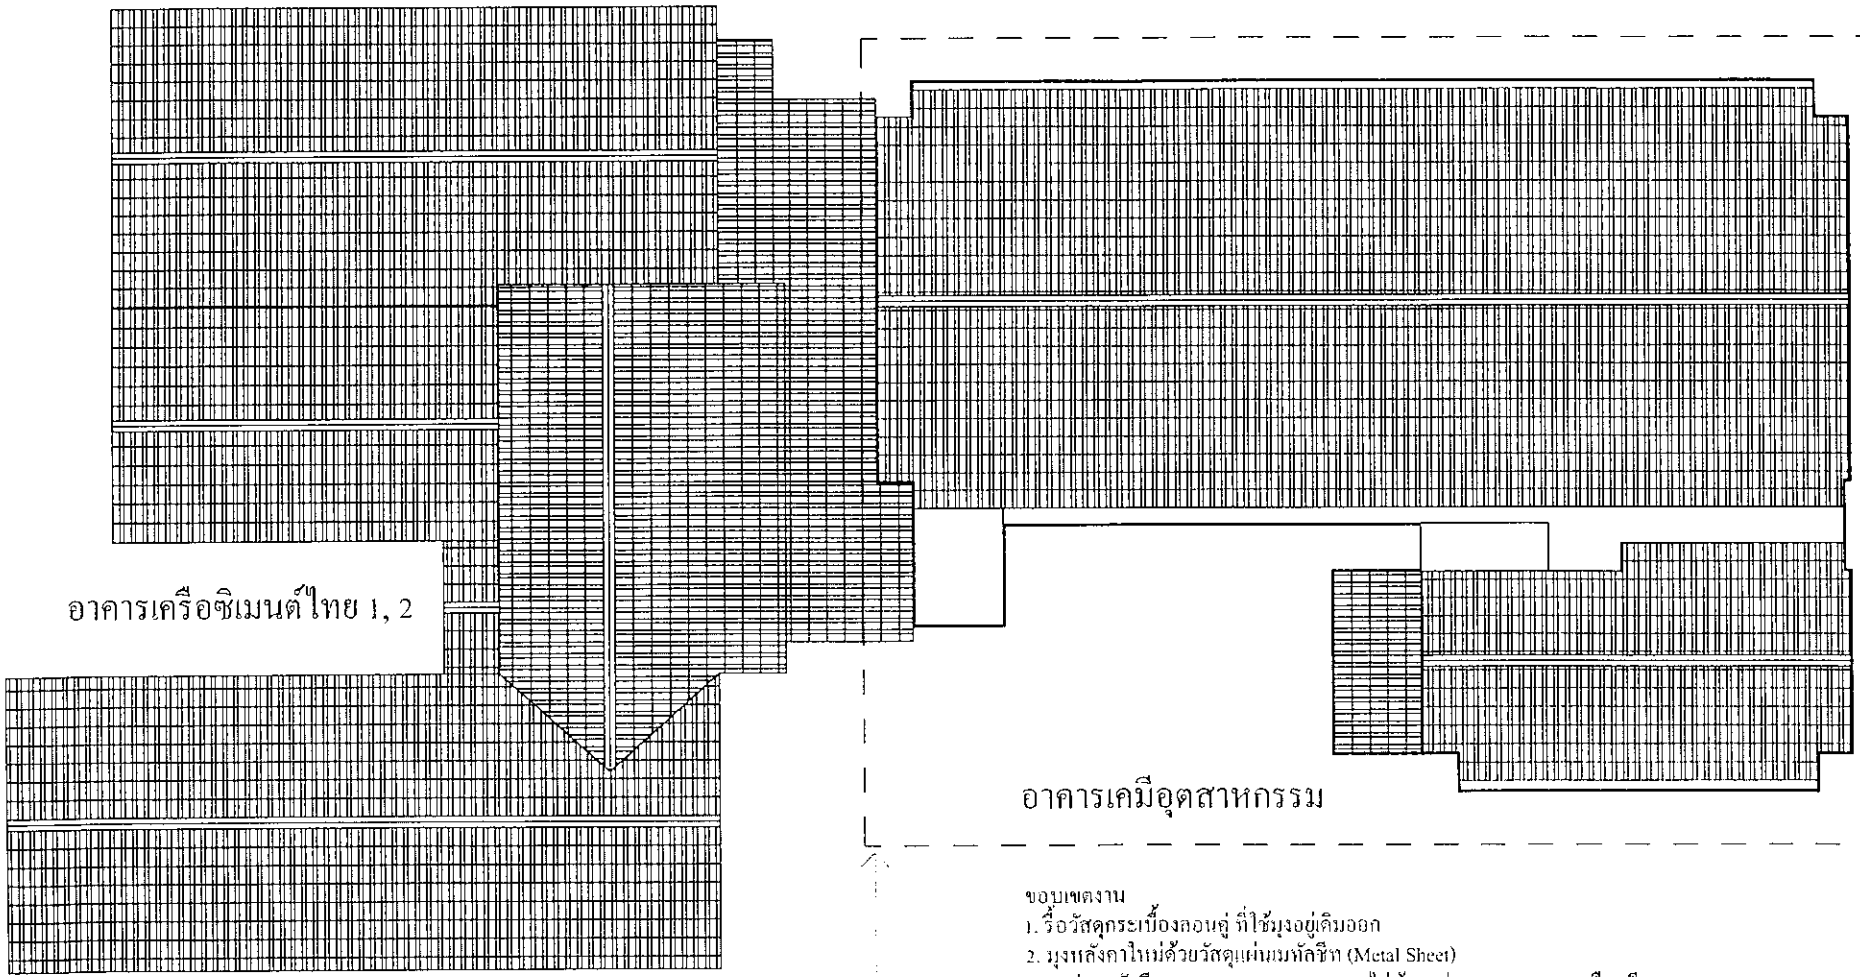 อาคารเครือซิเมนต์ไทย 1, 2
อาคารเคมีอุตสาหกรรม
ขอบเขตงาน
1. รื้อวัสดุกระเบื้องลอนคู่ ที่ใช้มุงอยู่เดิมออก
2. มุงหลังคาใหม่ด้วยวัสดุแผ่นเมทัลชีท (Metal Sheet)